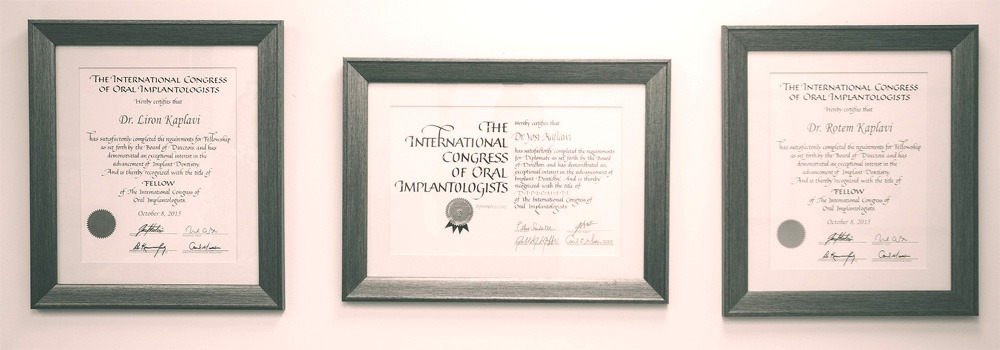 THE INTERNATIONAL CONGRESS
OF ORAL IMPLANTOLOGISTS
Hereby certifies that
Dr. Liron Kaplavi
has satisfactorily completed the requirements for Fellowship
as set forth by the Board of Directors and has
demonstrated an exceptional interest in the
advancement of Implant Dentistry.
And is thereby recognized with the title of
FELLOW
of The International Congress of
Oral Implantologists.
October 8, 2015
THE
INTERNATIONAL
CONGRESS
OF ORAL
IMPLANTOLOGISTS
Hereby certifies that
Dr. Yosi Kaplavi
has satisfactorily completed the requirements
for Diplomate as set forth by the Board
of Directors and has demonstrated an
exceptional interest in the advancement of
Implant Dentistry. And is thereby
recognized with the title of
DIPLOMATE
of The International Congress of
Oral Implantologists.
THE INTERNATIONAL CONGRESS
OF ORAL IMPLANTOLOGISTS
Hereby certifies that
Dr. Rotem Kaplavi
has satisfactorily completed the requirements for Fellowship
as set forth by the Board of Directors and has
demonstrated an exceptional interest in the
advancement of Implant Dentistry.
And is thereby recognized with the title of
FELLOW
of The International Congress of
Oral Implantologists.
October 8, 2015